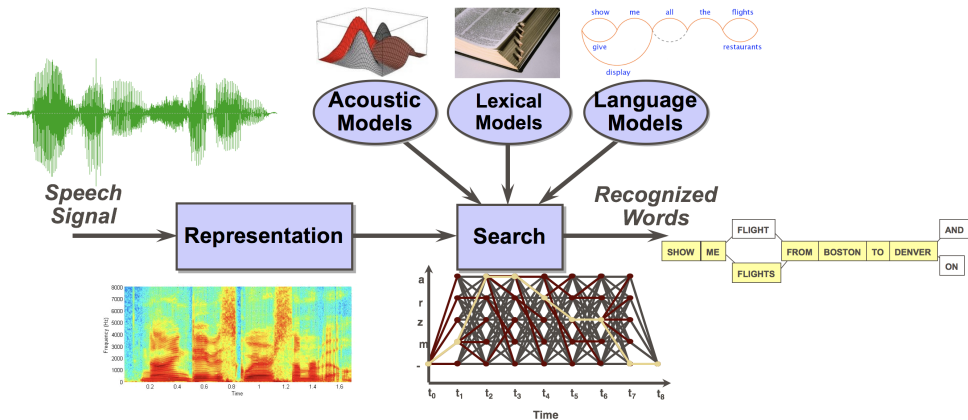 show me all the flights
give restaurants
display
Acoustic
Models
Lexical
Models
Language
Models
Speech
Signal
Recognized
Words
Representation
Search
FLIGHT
AND
SHOW ME FROM BOSTON TO DENVER
FLIGHTS
ON
8000
7000
6000
5000
4000
3000
2000
1000
0
Frequency (Hz)
0.2 0.4 0.6 0.8 1 1.2 1.4 1.6
Time
a
r
z
m
-
t0 t1 t2 t3 t4 t5 t6 t7 t8
Time